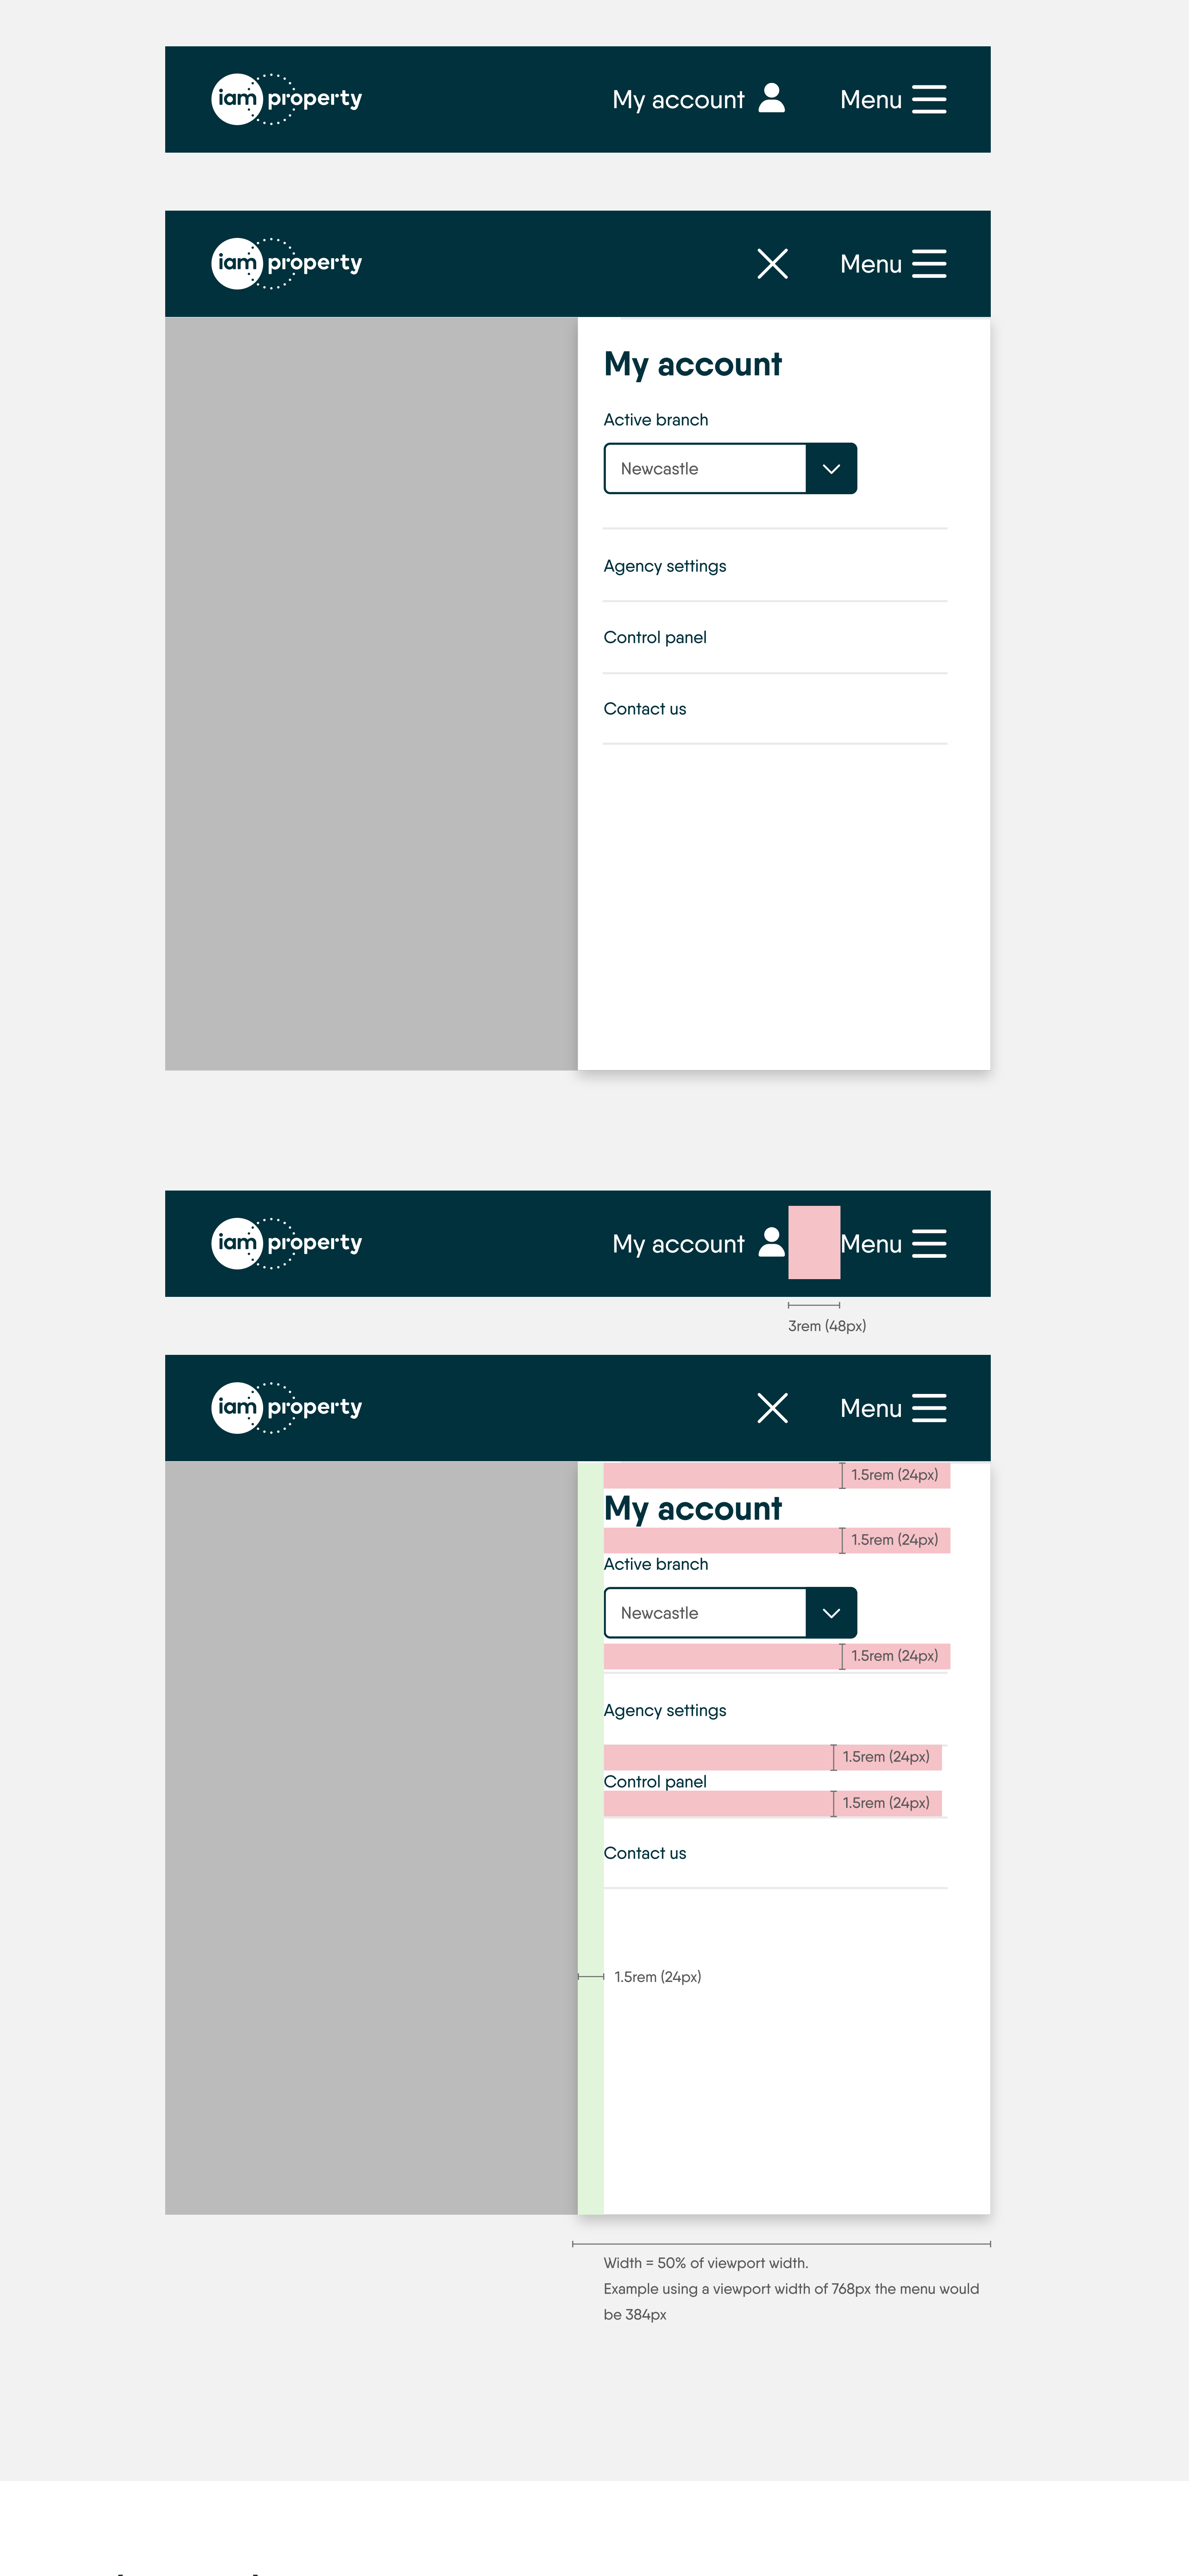 iam property My account Menu
iam property Menu
My account
Active branch
Newcastle
Agency settings
Control panel
Contact us
iam property My account Menu
3rem (48px)
iam property Menu
1.5rem (24px)
My account
1.5rem (24px)
Active branch
Newcastle
1.5rem (24px)
Agency settings
1.5rem (24px)
Control panel
1.5rem (24px)
Contact us
1.5rem (24px)
Width = 50% of viewport width.
Example using a viewport width of 768px the menu would
be 384px